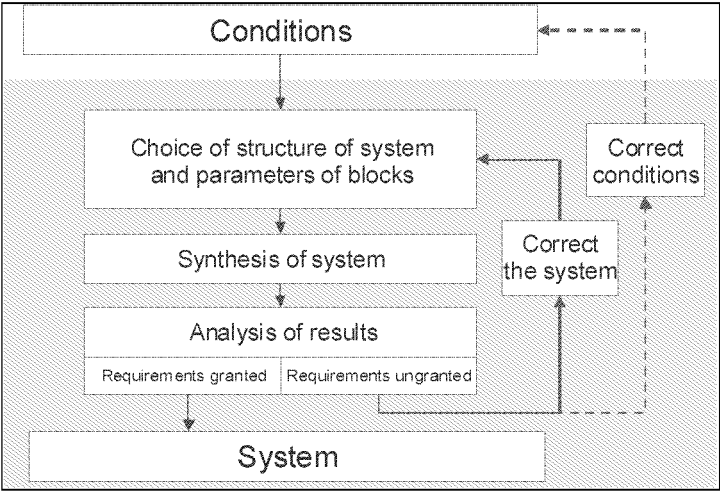 Conditions
Choice of structure of system
and parameters of blocks
Correct
conditions
Synthesis of system
Correct
the system
Analysis of results
Requirements granted
Requirements ungranted
System